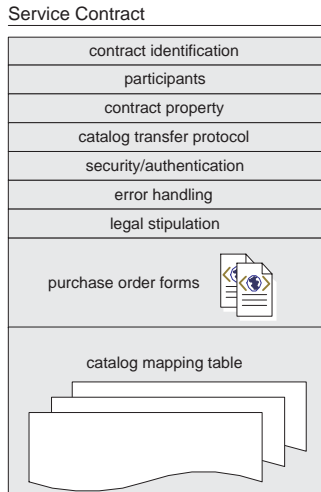 Service Contract
contract identification
participants
contract property
catalog transfer protocol
security/authentication
error handling
legal stipulation
purchase order forms
catalog mapping table